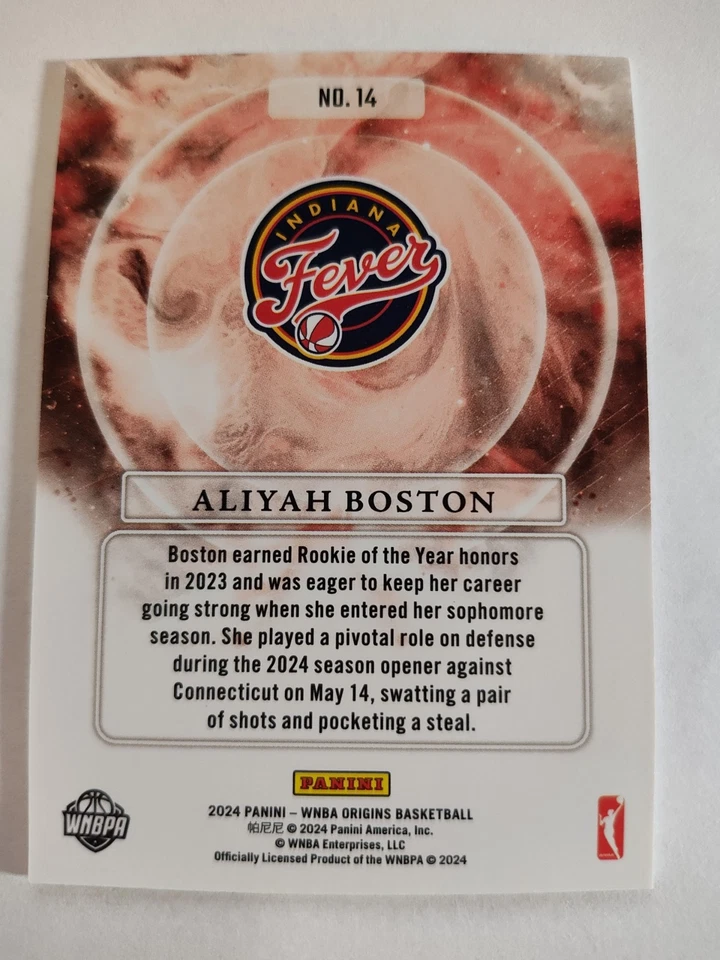 NO. 14
INDIANA
Fever
ALIYAH BOSTON
Boston earned Rookie of the Year honors
in 2023 and was eager to keep her career
going strong when she entered her sophomore
season. She played a pivotal role on defense
during the 2024 season opener against
Connecticut on May 14, swatting a pair
of shots and pocketing a steal.
PANINI
2024 PANINI – WNBA ORIGINS BASKETBALL
帕尼尼 © 2024 Panini America, Inc.
© WNBA Enterprises, LLC
Officially Licensed Product of the WNBPA © 2024
WNBPA